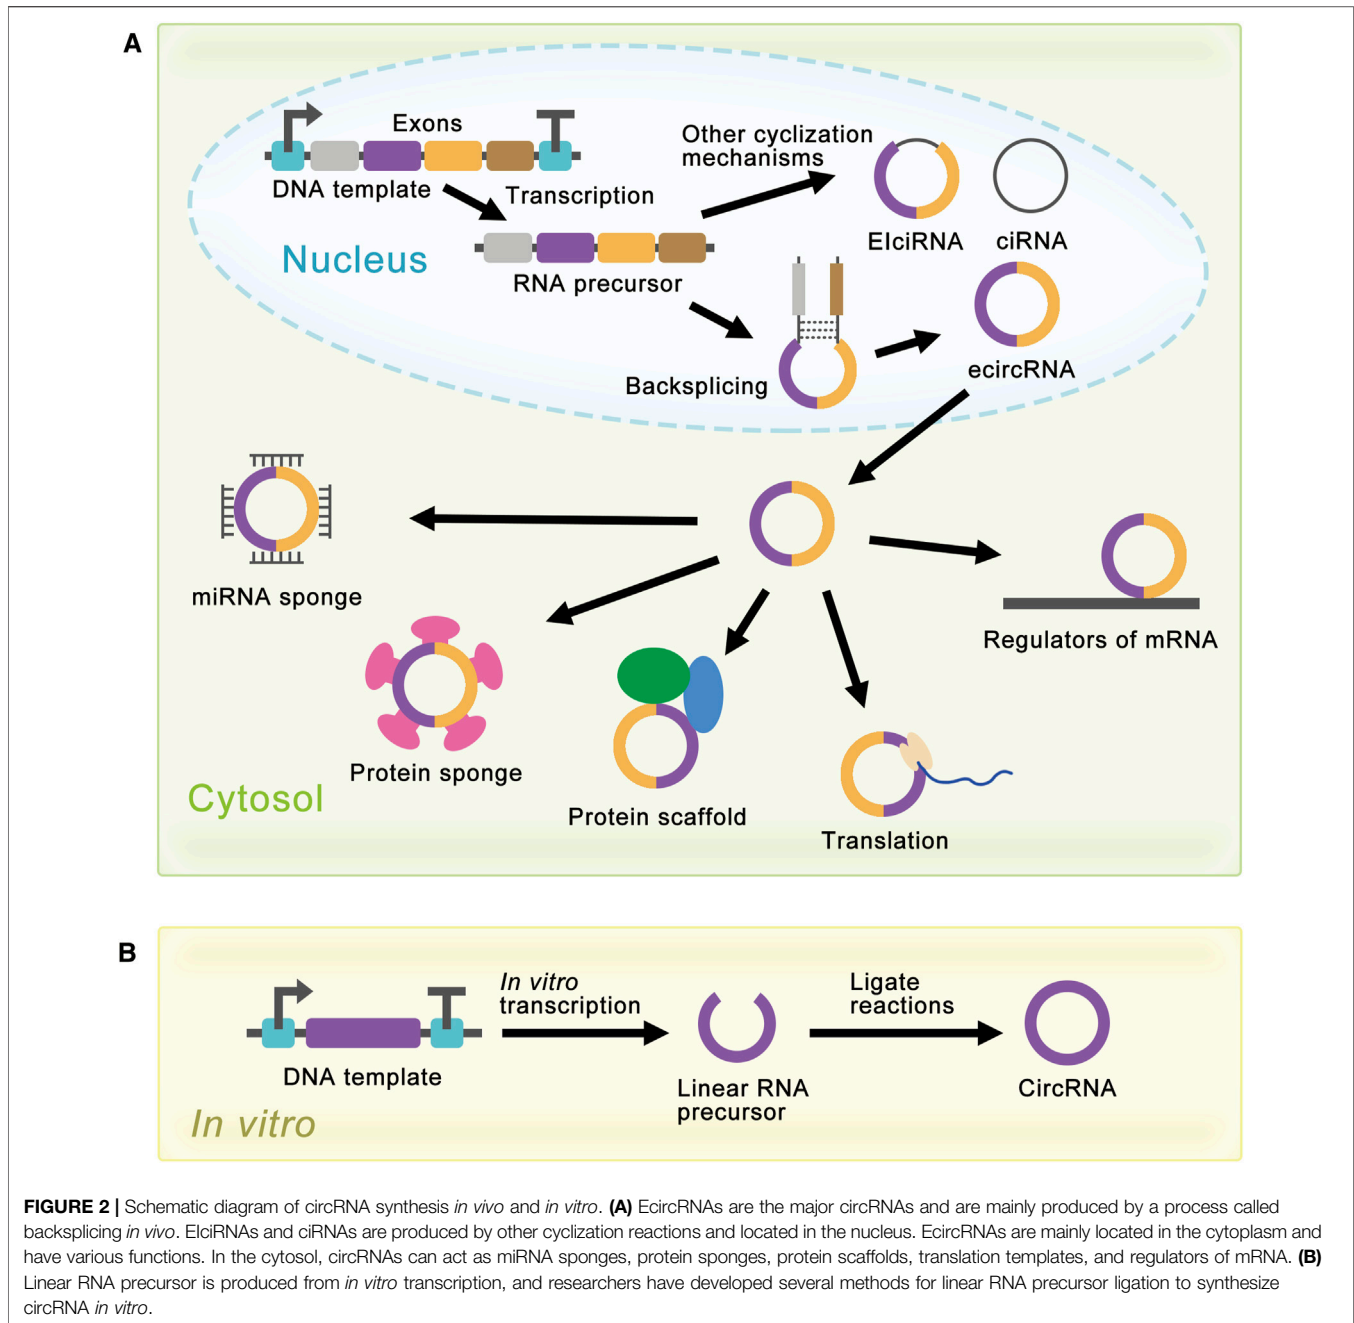 A
Exons
DNA template
Transcription
Other cyclization
mechanisms
EIciRNA
ciRNA
Nucleus
RNA precursor
Backsplicing
ecircRNA
miRNA sponge
Regulators of mRNA
Protein sponge
Cytosol
Protein scaffold
Translation
B
In vitro
transcription
Ligate
reactions
DNA template
Linear RNA
precursor
CircRNA
In vitro
FIGURE 2 | Schematic diagram of circRNA synthesis in vivo and in vitro. (A) EcircRNAs are the major circRNAs and are mainly produced by a process called
backsplicing in vivo. EIciRNAs and ciRNAs are produced by other cyclization reactions and located in the nucleus. EcircRNAs are mainly located in the cytoplasm and
have various functions. In the cytosol, circRNAs can act as miRNA sponges, protein sponges, protein scaffolds, translation templates, and regulators of mRNA. (B)
Linear RNA precursor is produced from in vitro transcription, and researchers have developed several methods for linear RNA precursor ligation to synthesize
circRNA in vitro.